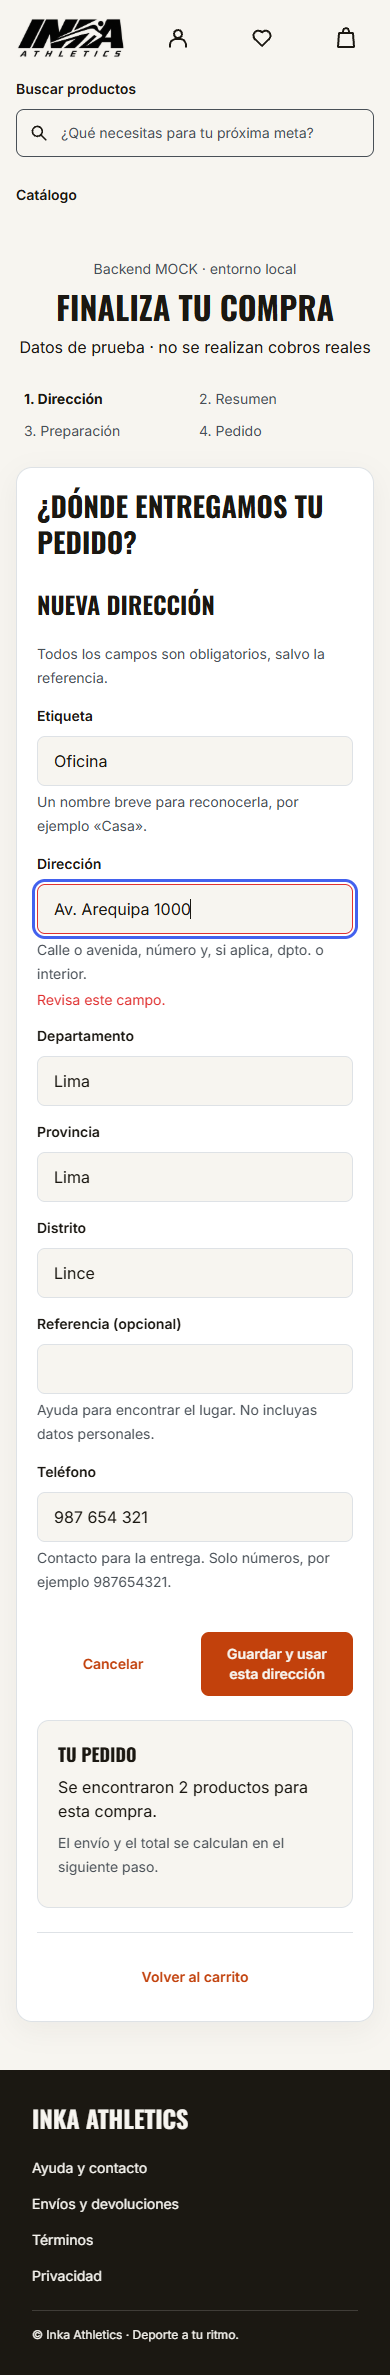 INKA
ATHLETICS
Buscar productos
¿Qué necesitas para tu próxima meta?
Catálogo
Backend MOCK · entorno local
FINALIZA TU COMPRA
Datos de prueba · no se realizan cobros reales
1. Dirección
2. Resumen
3. Preparación
4. Pedido
¿DÓNDE ENTREGAMOS TU
PEDIDO?
NUEVA DIRECCIÓN
Todos los campos son obligatorios, salvo la
referencia.
Etiqueta
Oficina
Un nombre breve para reconocerla, por
ejemplo «Casa».
Dirección
Av. Arequipa 1000
Calle o avenida, número y, si aplica, dpto. o
interior.
Revisa este campo.
Departamento
Lima
Provincia
Lima
Distrito
Lince
Referencia (opcional)
Ayuda para encontrar el lugar. No incluyas
datos personales.
Teléfono
987 654 321
Contacto para la entrega. Solo números, por
ejemplo 987654321.
Cancelar
Guardar y usar
esta dirección
TU PEDIDO
Se encontraron 2 productos para
esta compra.
El envío y el total se calculan en el
siguiente paso.
Volver al carrito
INKA ATHLETICS
Ayuda y contacto
Envíos y devoluciones
Términos
Privacidad
© Inka Athletics · Deporte a tu ritmo.